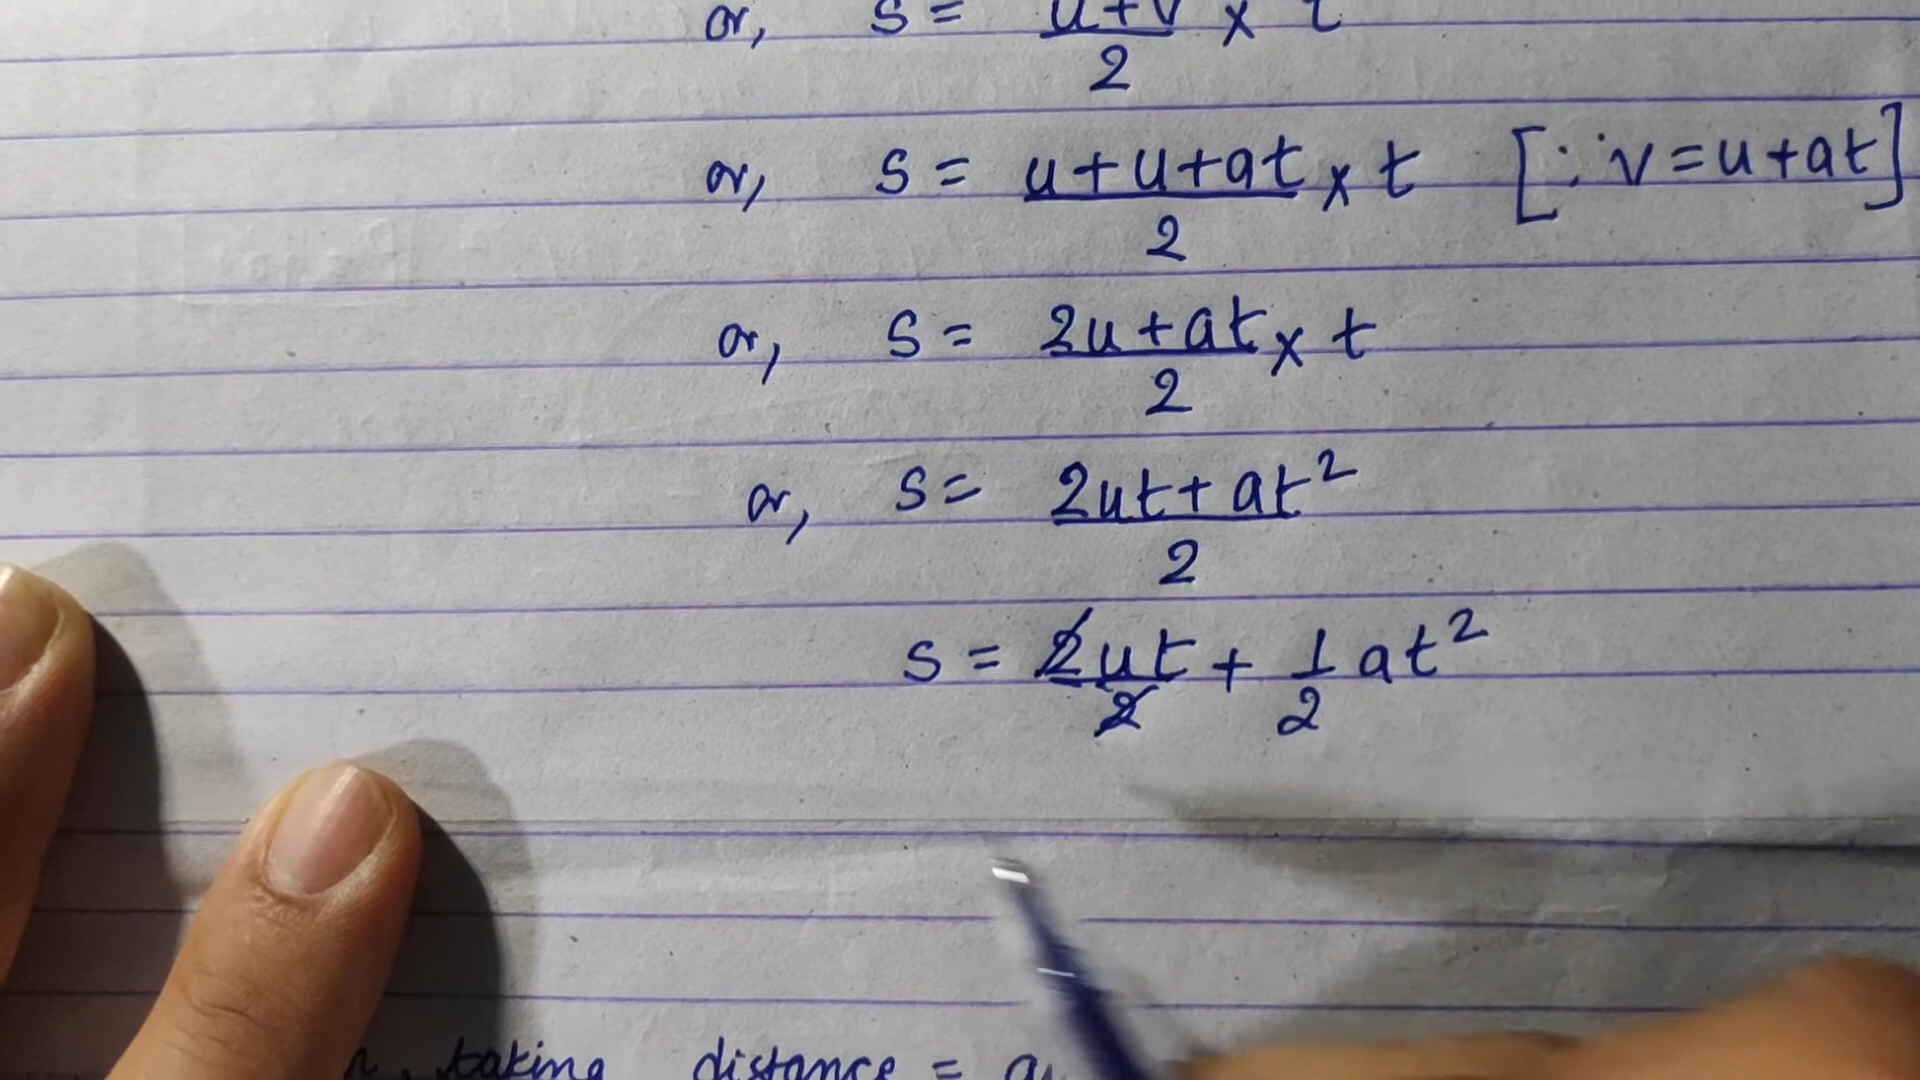 or, S = u+v/2 × t
or, S = u+u+at/2 × t [∵ v=u+at]
or, S = 2u+at/2 × t
or, S = 2ut+at²/2
S = 2ut/2 + 1/2 at²
taking distance =